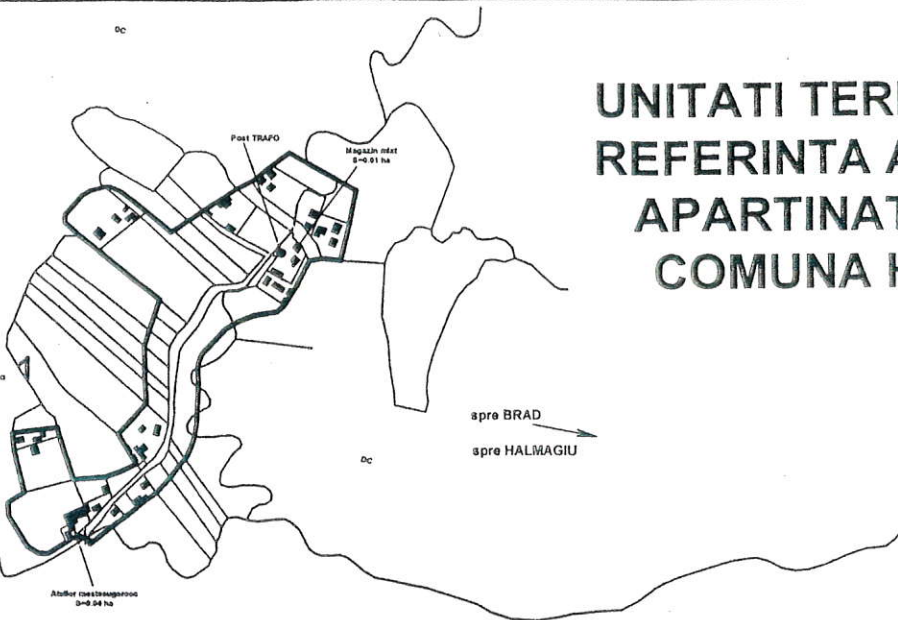 Dc
UNITATI TER
REFERINTA A
APARTINAT
COMUNA H
Post TRAFO
Magazin mixt
S=0.01 ha
spre BRAD
spre HALMAGIU
Dc
Atelier mestesugaresc
S=0.04 ha